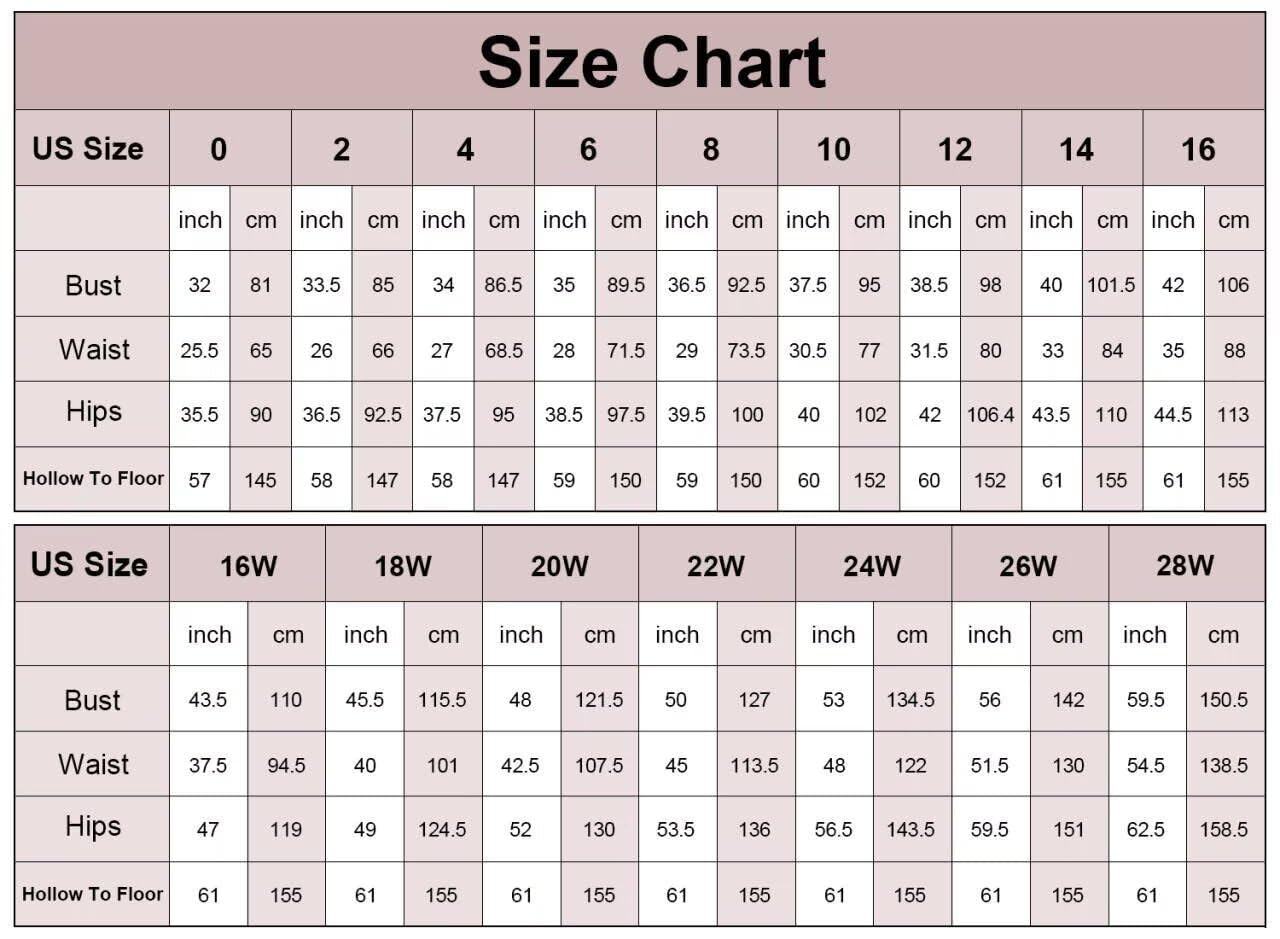 Size Chart
US Size 0 2 4 6 8 10 12 14 16
inch cm inch cm inch cm inch cm inch cm inch cm inch cm inch cm inch cm
Bust 32 81 33.5 85 34 86.5 35 89.5 36.5 92.5 37.5 95 38.5 98 40 101.5 42 106
Waist 25.5 65 26 66 27 68.5 28 71.5 29 73.5 30.5 77 31.5 80 33 84 35 88
Hips 35.5 90 36.5 92.5 37.5 95 38.5 97.5 39.5 100 40 102 42 106.4 43.5 110 44.5 113
Hollow To Floor 57 145 58 147 58 147 59 150 59 150 60 152 60 152 61 155 61 155
US Size 16W 18W 20W 22W 24W 26W 28W
inch cm inch cm inch cm inch cm inch cm inch cm inch cm
Bust 43.5 110 45.5 115.5 48 121.5 50 127 53 134.5 56 142 59.5 150.5
Waist 37.5 94.5 40 101 42.5 107.5 45 113.5 48 122 51.5 130 54.5 138.5
Hips 47 119 49 124.5 52 130 53.5 136 56.5 143.5 59.5 151 62.5 158.5
Hollow To Floor 61 155 61 155 61 155 61 155 61 155 61 155 61 155